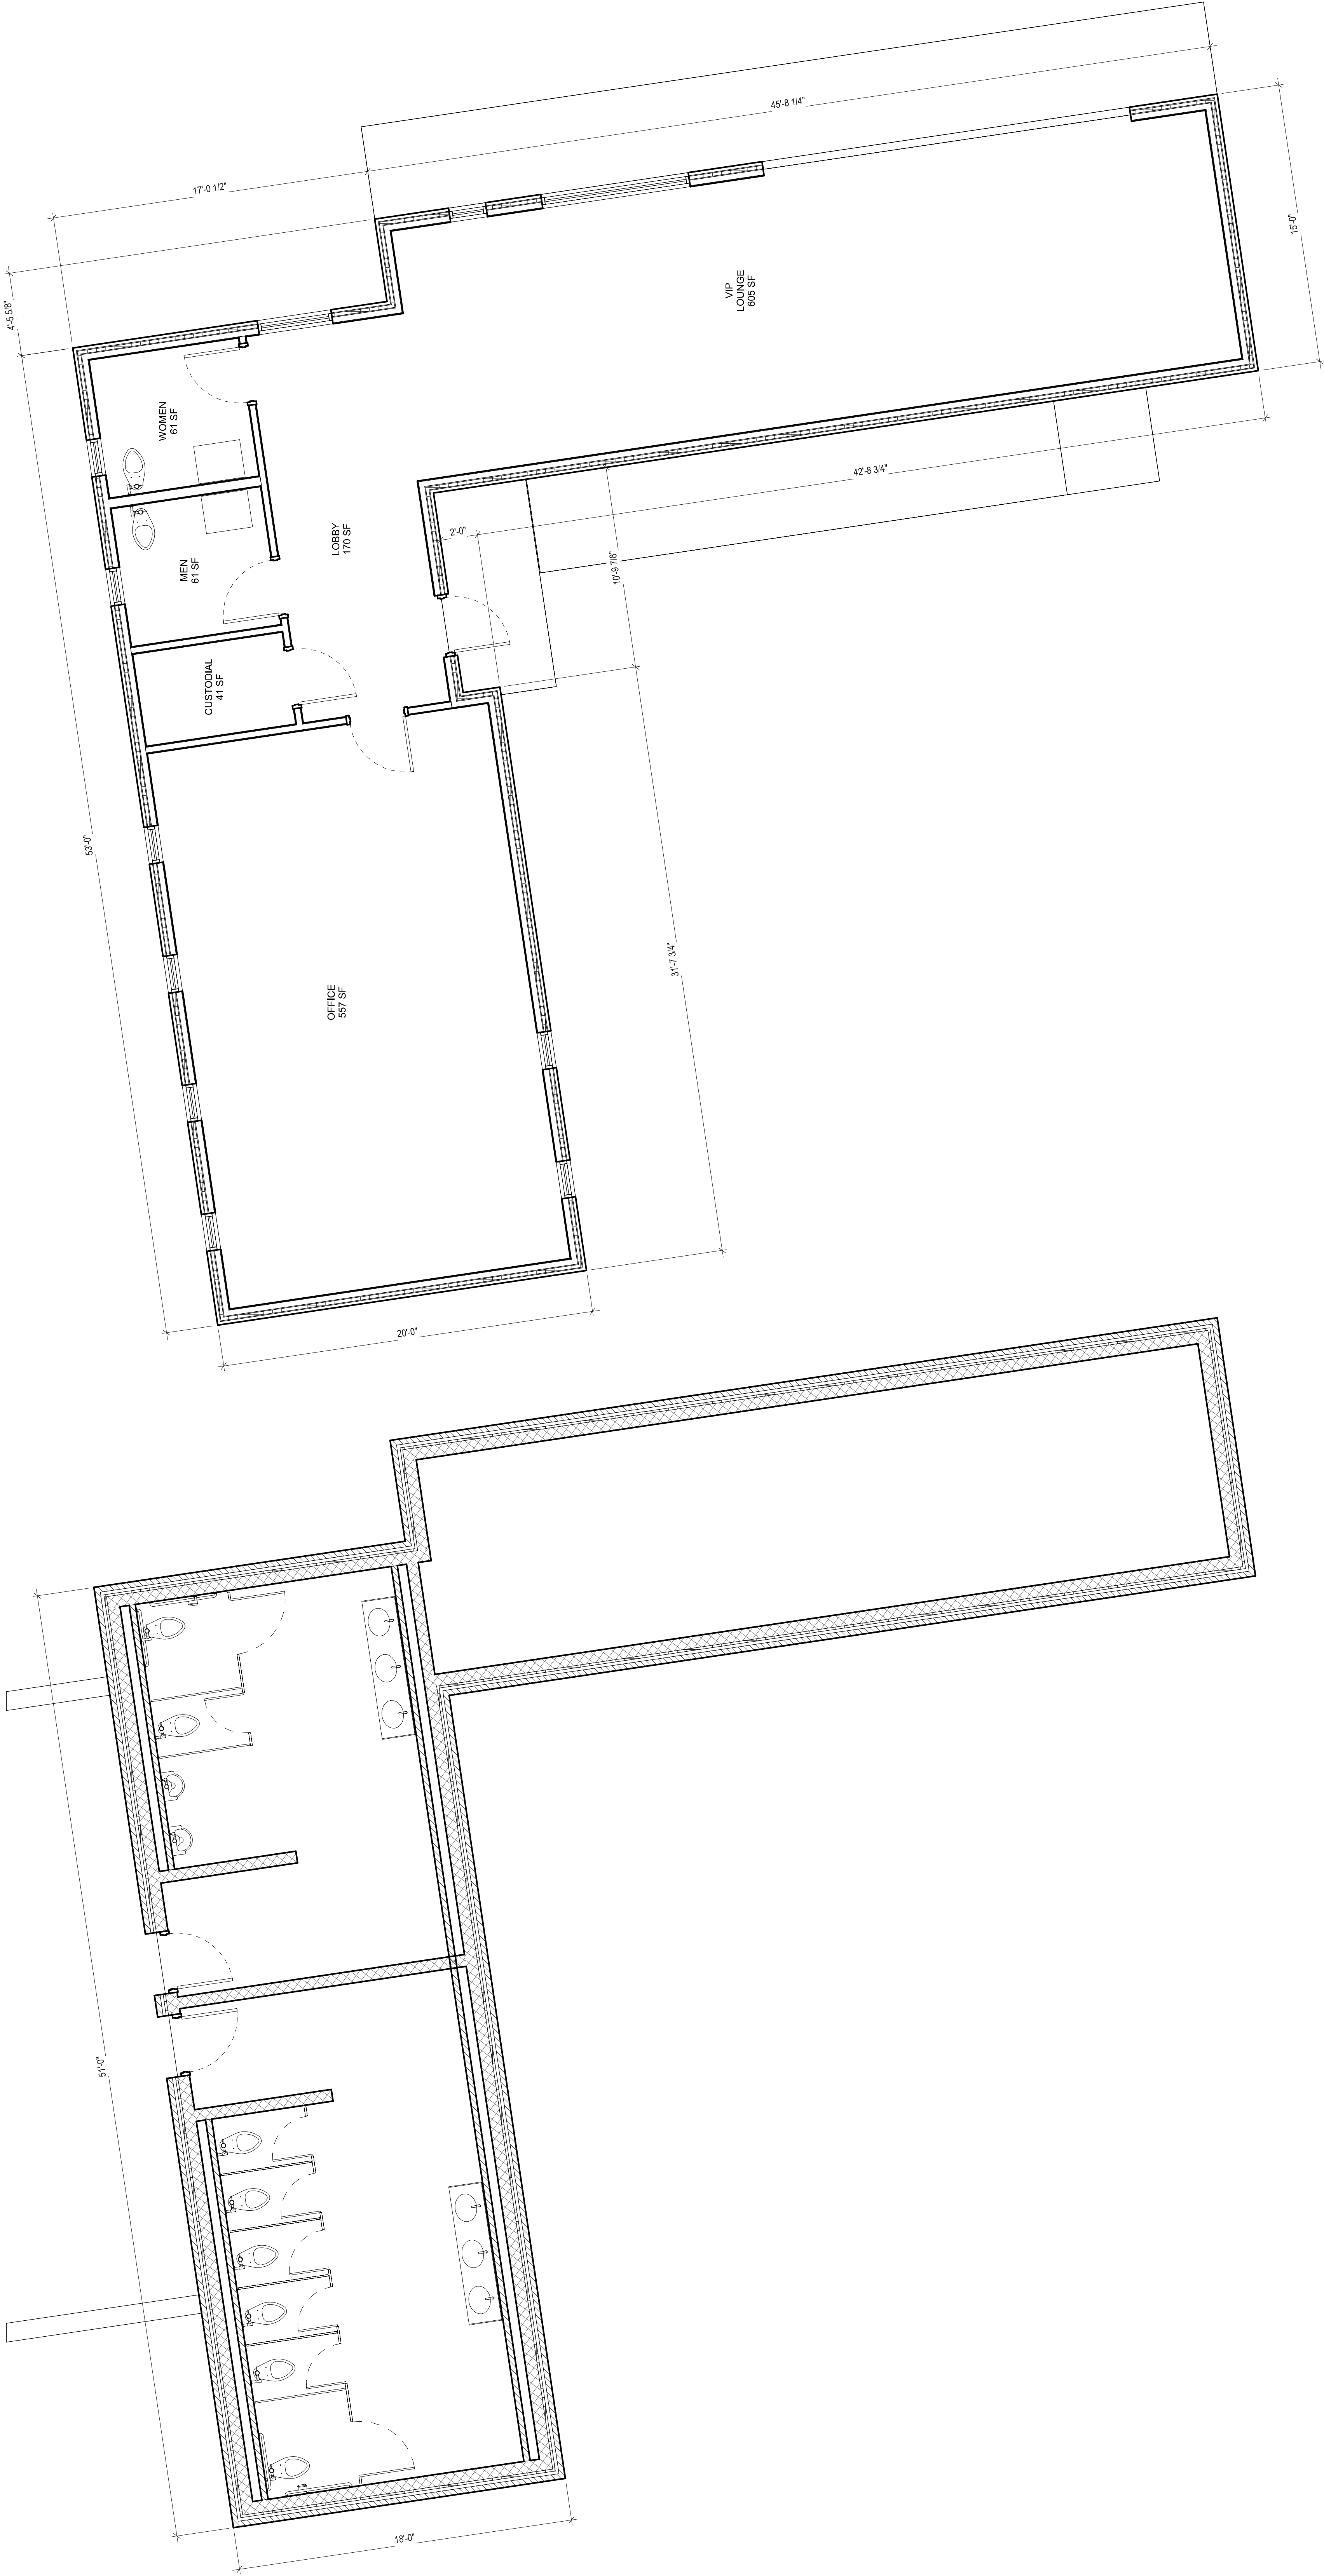 45'-8 1/4"
17'-0 1/2"
15'-0"
4'-5 5/8"
VIP
LOUNGE
605 SF
WOMEN
61 SF
42'-8 3/4"
2'-0"
LOBBY
170 SF
10'-9 7/8"
MEN
61 SF
CUSTODIAL
41 SF
53'-0"
31'-7 3/4"
OFFICE
557 SF
20'-0"
51'-0"
18'-0"